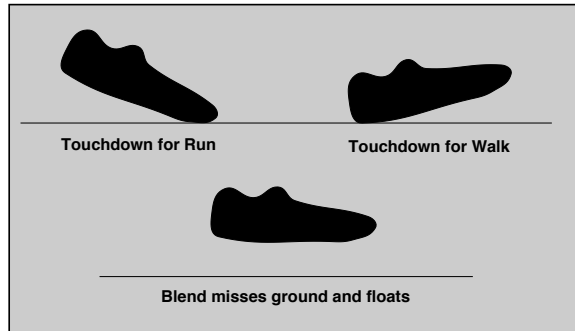 Touchdown for Run
Touchdown for Walk
Blend misses ground and floats